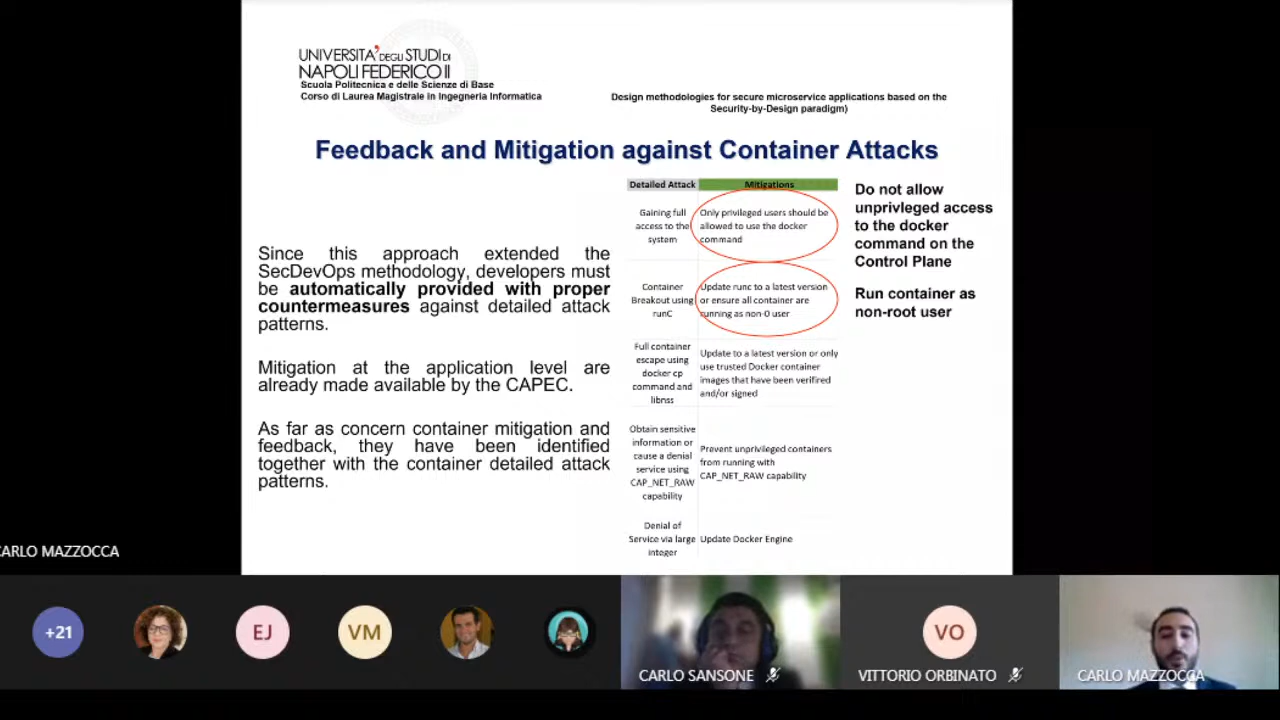 UNIVERSITA' DEGLI STUDI DI
NAPOLI FEDERICO II
Scuola Politecnica e delle Scienze di Base
Corso di Laurea Magistrale in Ingegneria Informatica
Design methodologies for secure microservice applications based on the
Security-by-Design paradigm)
Feedback and Mitigation against Container Attacks
Since this approach extended the
SecDevOps methodology, developers must
be automatically provided with proper
countermeasures against detailed attack
patterns.
Mitigation at the application level are
already made available by the CAPEC.
As far as concern container mitigation and
feedback, they have been identified
together with the container detailed attack
patterns.
Detailed Attack
Mitigations
Gaining full
access to the
system
Only privileged users should be
allowed to use the docker
command
Container
Breakout using
runC
Update runc to a latest version
or ensure all container are
running as non-0 user
Full container
escape using
docker cp
command and
libnss
Update to a latest version or only
use trusted Docker container
images that have been verifired
and/or signed
Obtain sensitive
information or
cause a denial
service using
CAP_NET_RAW
capability
Prevent unprivileged containers
from running with
CAP_NET_RAW capability
Denial of
Service via large
integer
Update Docker Engine
Do not allow
unprivleged access
to the docker
command on the
Control Plane
Run container as
non-root user
CARLO MAZZOCCA
+21
EJ
VM
CARLO SANSONE
VO
VITTORIO ORBINATO
CARLO MAZZOCCA